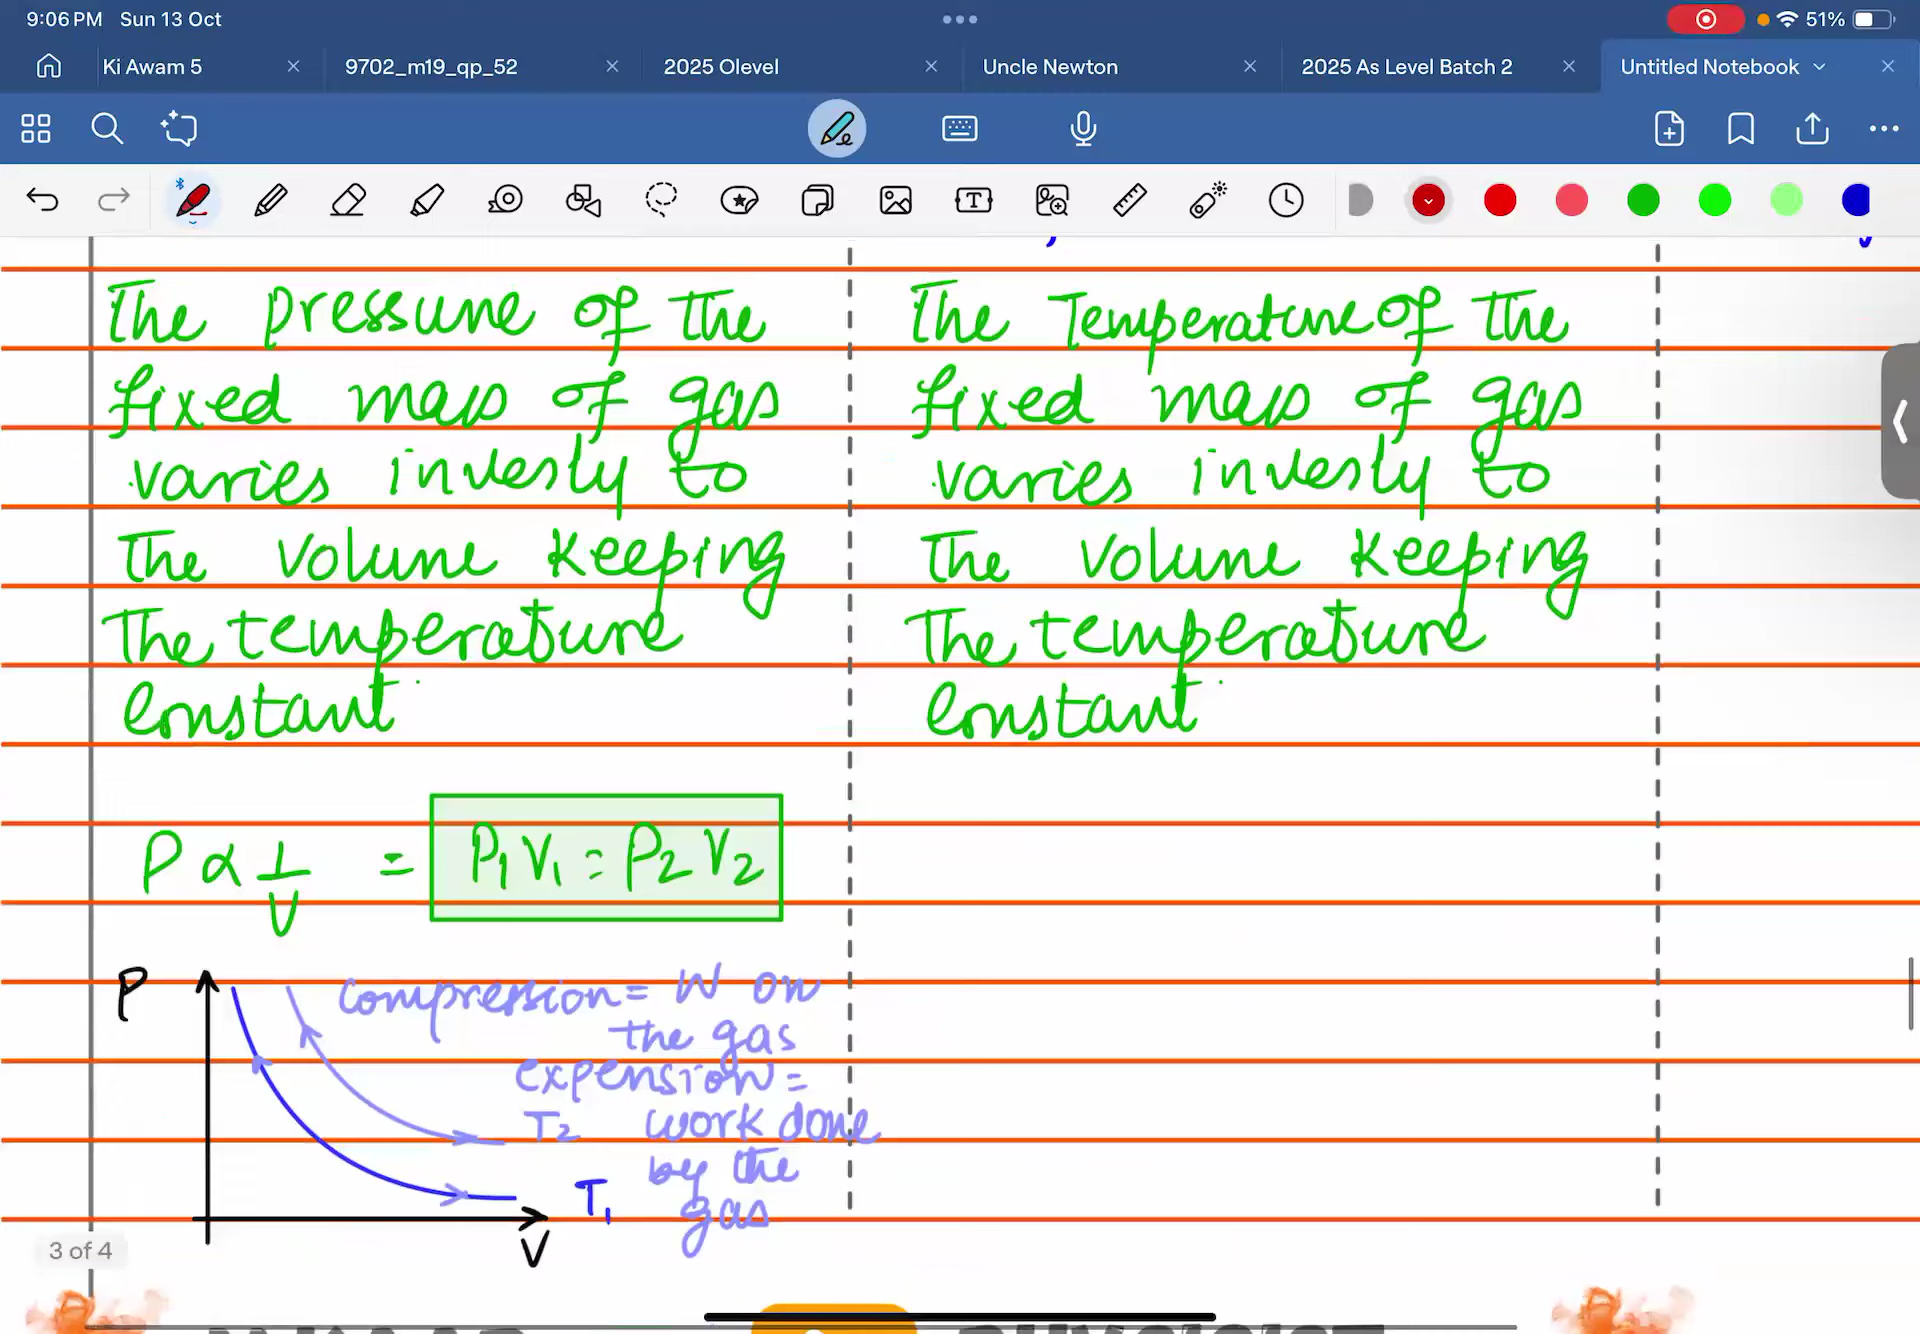 9:06 PM Sun 13 Oct
51%
Ki Awam 5
9702_m19_qp_52
2025 Olevel
Uncle Newton
2025 As Level Batch 2
Untitled Notebook
The pressure of the
fixed mass of gas
varies invesly to
The volume keeping
The temperature
constant
P ∝ 1/V = P₁V₁ = P₂V₂
P
compression = W on
the gas
expension =
T₂ work done
by the
T₁ gas
V
The Temperature of the
fixed mass of gas
varies invesly to
The volume keeping
The temperature
constant
3 of 4